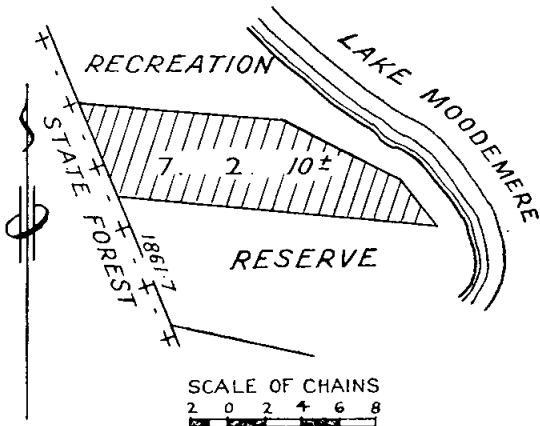 LAKE MOODEMERE
RECREATION
STATE FOREST
7. 2. 10±
1861·7
RESERVE
SCALE OF CHAINS
2 0 2 4 6 8